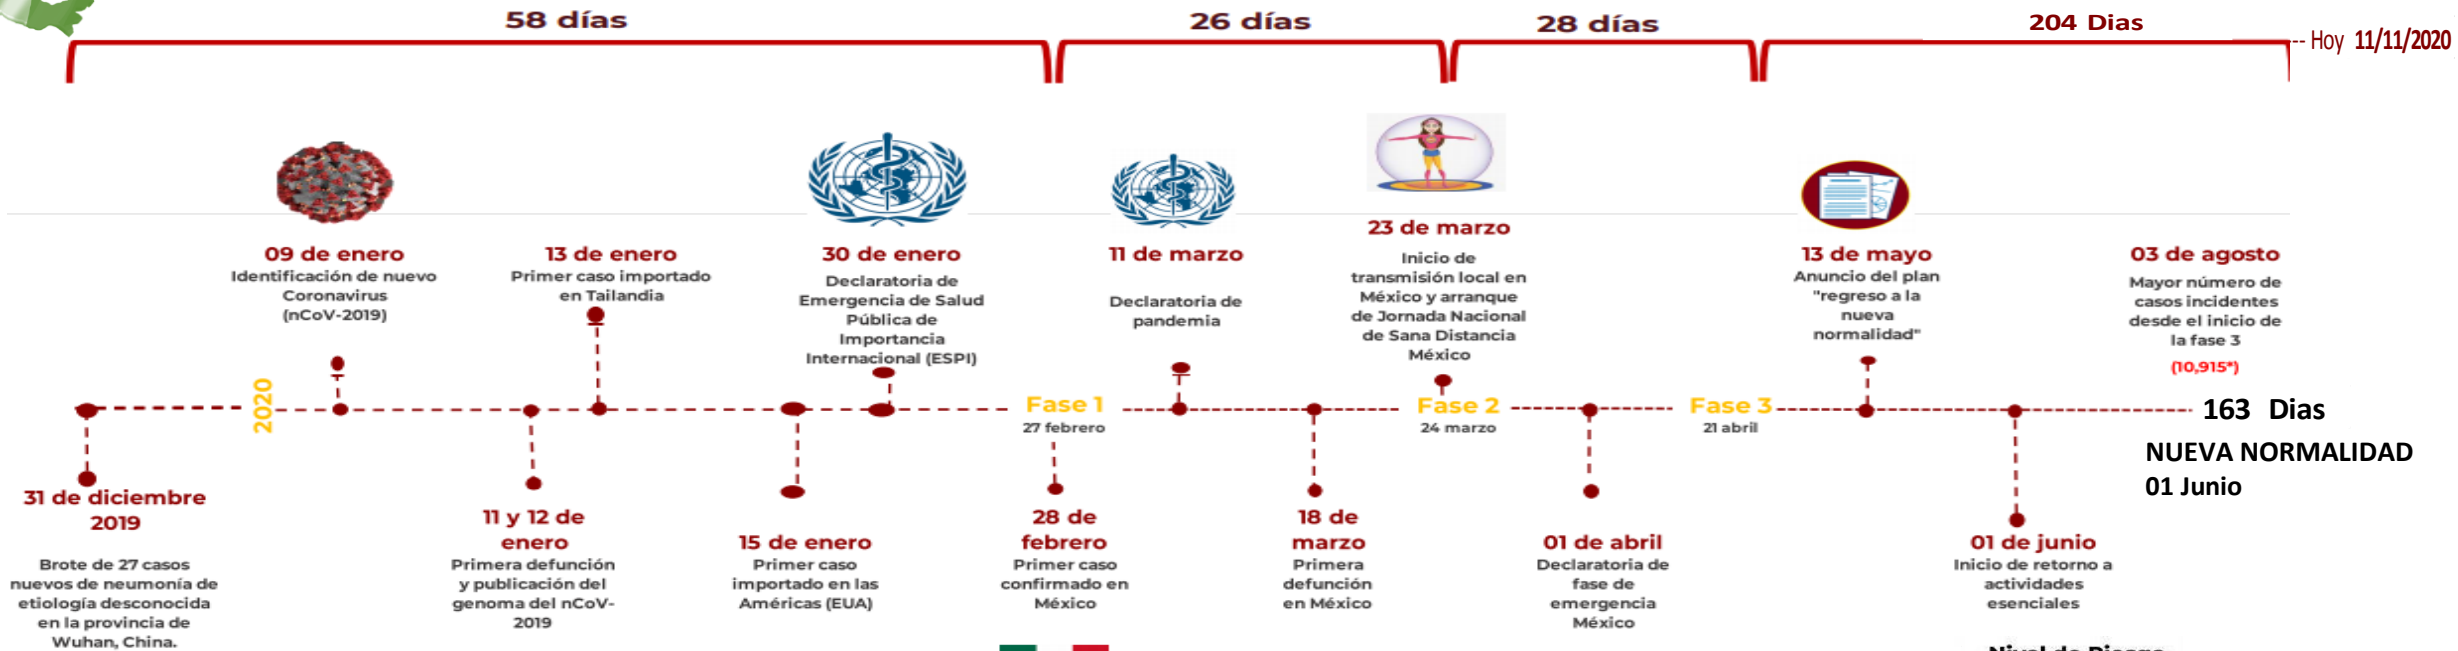 58 días
26 días
28 días
204 Dias
-- Hoy 11/11/2020
09 de enero
Identificación de nuevo
Coronavirus
(nCoV-2019)
13 de enero
Primer caso importado
en Tailandia
30 de enero
Declaratoria de
Emergencia de Salud
Pública de
Importancia
Internacional (ESPI)
11 de marzo
Declaratoria de
pandemia
23 de marzo
Inicio de
transmisión local en
México y arranque
de Jornada Nacional
de Sana Distancia
México
13 de mayo
Anuncio del plan
"regreso a la
nueva
normalidad"
03 de agosto
Mayor número de
casos incidentes
desde el inicio de
la fase 3
(10,915*)
2020
Fase 1
27 febrero
Fase 2
24 marzo
Fase 3
21 abril
163 Dias
NUEVA NORMALIDAD
01 Junio
31 de diciembre
2019
Brote de 27 casos
nuevos de neumonía de
etiología desconocida
en la provincia de
Wuhan, China.
11 y 12 de
enero
Primera defunción
y publicación del
genoma del nCoV-
2019
15 de enero
Primer caso
importado en las
Américas (EUA)
28 de
febrero
Primer caso
confirmado en
México
18 de
marzo
Primera
defunción
en México
01 de abril
Declaratoria de
fase de
emergencia
México
01 de junio
Inicio de retorno a
actividades
esenciales
Nivel de Riesgo